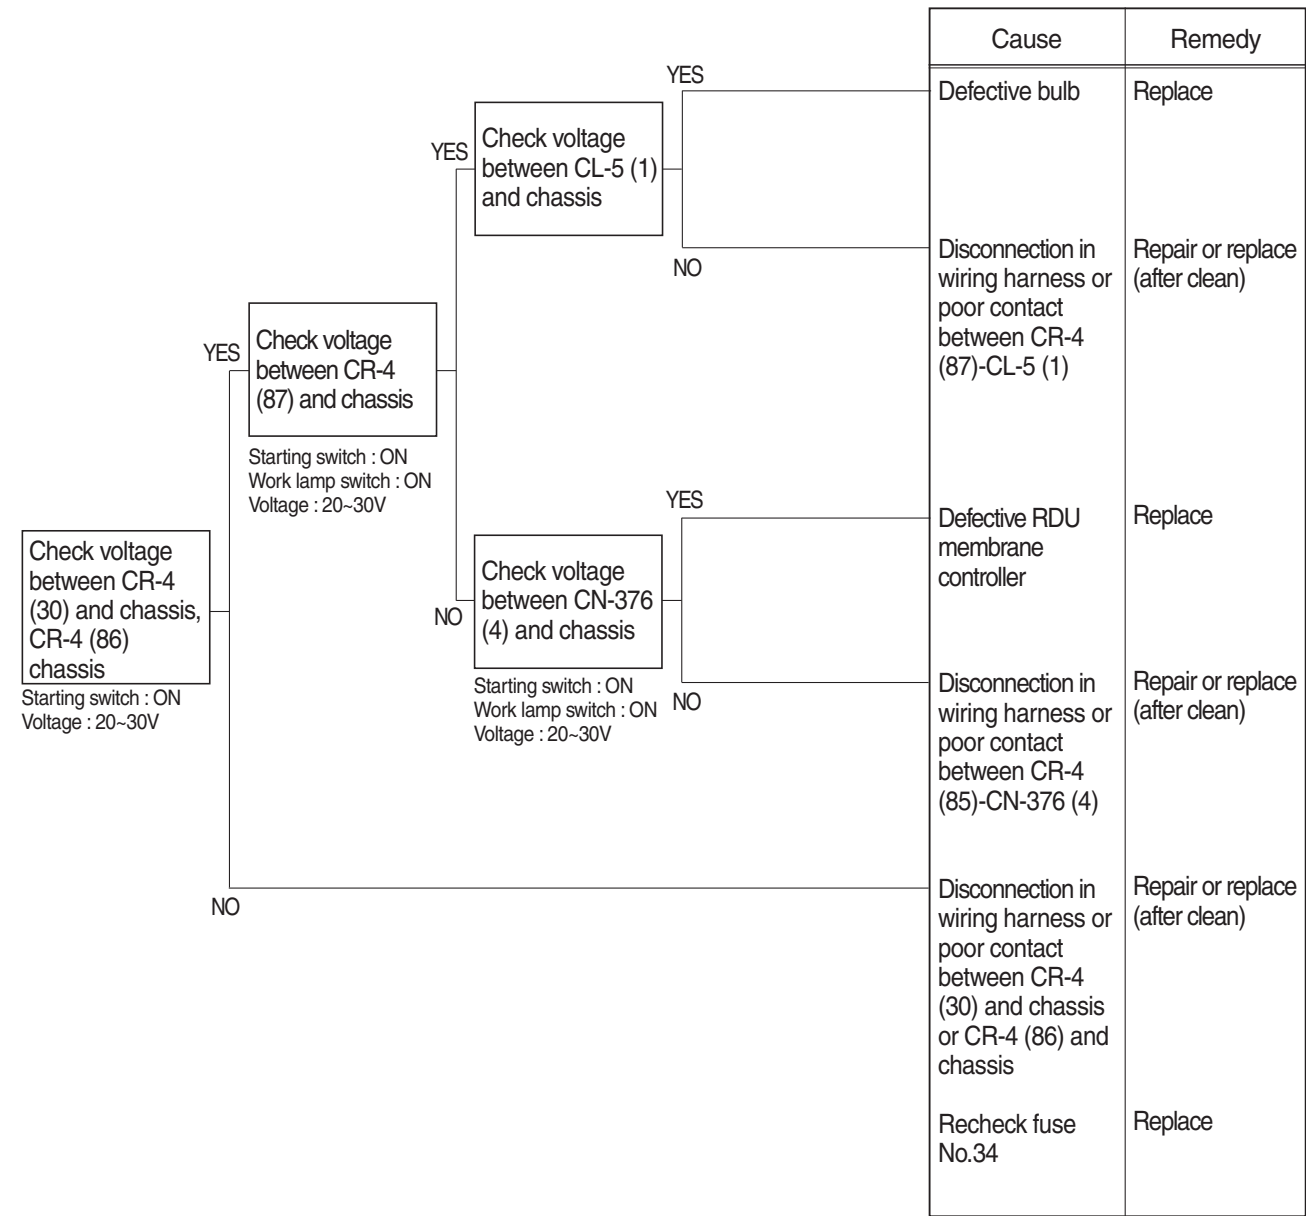 Cause
Remedy
YES
Defective bulb
Replace
YES
Check voltage
between CL-5 (1)
and chassis
NO
Disconnection in
wiring harness or
poor contact
between CR-4
(87)-CL-5 (1)
Repair or replace
(after clean)
YES
Check voltage
between CR-4
(87) and chassis
Starting switch : ON
Work lamp switch : ON
Voltage : 20~30V
YES
Defective RDU
membrane
controller
Replace
Check voltage
between CR-4
(30) and chassis,
CR-4 (86)
chassis
Starting switch : ON
Voltage : 20~30V
NO
Check voltage
between CN-376
(4) and chassis
Starting switch : ON
Work lamp switch : ON
Voltage : 20~30V
NO
Disconnection in
wiring harness or
poor contact
between CR-4
(85)-CN-376 (4)
Repair or replace
(after clean)
NO
Disconnection in
wiring harness or
poor contact
between CR-4
(30) and chassis
or CR-4 (86) and
chassis
Repair or replace
(after clean)
Recheck fuse
No.34
Replace